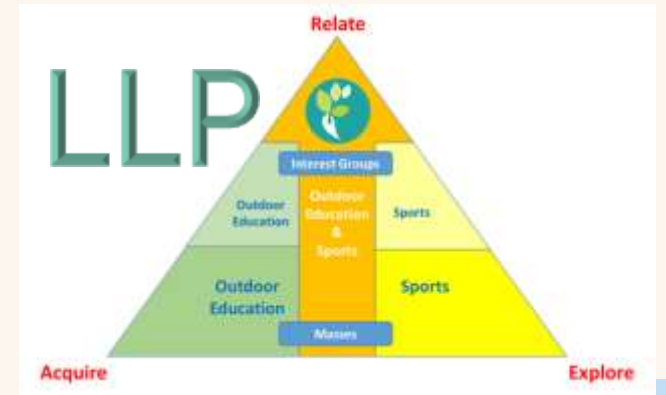 Relate
LLP
Interest Groups
Outdoor
Education
Outdoor
Education
&
Sports
Sports
Outdoor
Education
Sports
Masses
Acquire
Explore